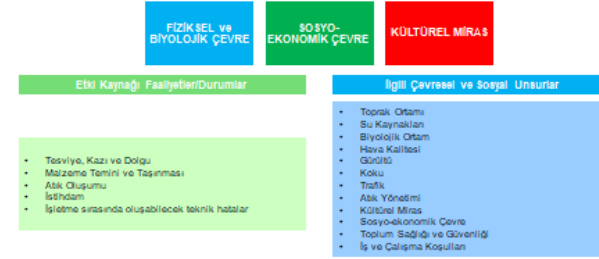 FİZİKSEL ve
BİYOLOJİK ÇEVRE
SOSYO-
EKONOMİK ÇEVRE
KÜLTÜREL MİRAS
Etki Kaynağı Faaliyetler/Durumlar
• Tesviye, Kazı ve Dolgu
• Malzeme Temini ve Taşınması
• Atık Oluşumu
• İstihdam
• İşletme sırasında oluşabilecek teknik hatalar
İlgili Çevresel ve Sosyal Unsurlar
• Toprak Ortamı
• Su Kaynakları
• Biyolojik Ortam
• Hava Kalitesi
• Gürültü
• Koku
• Trafik
• Atık Yönetimi
• Kültürel Miras
• Sosyo-ekonomik Çevre
• Toplum Sağlığı ve Güvenliği
• İş ve Çalışma Koşulları